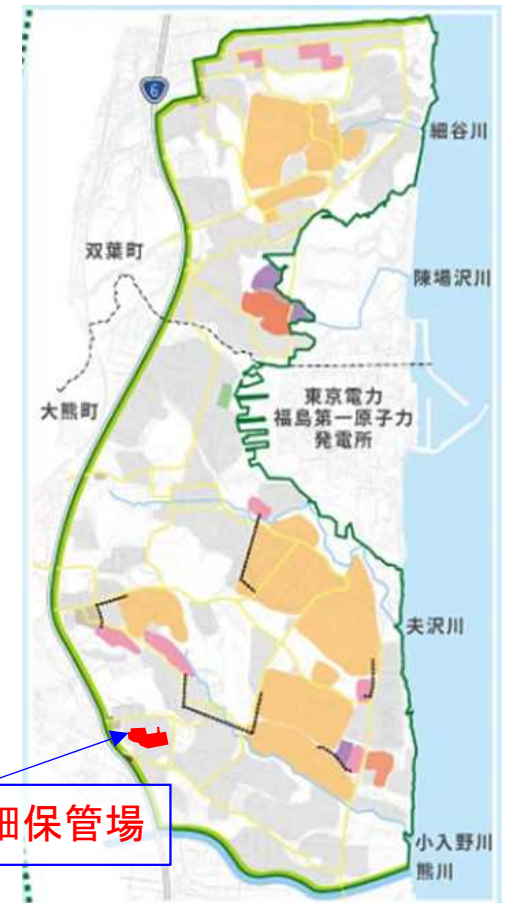 6
細谷川
双葉町
陳場沢川
大熊町
東京電力
福島第一原子力
発電所
夫沢川
細保管場
小入野川
熊川